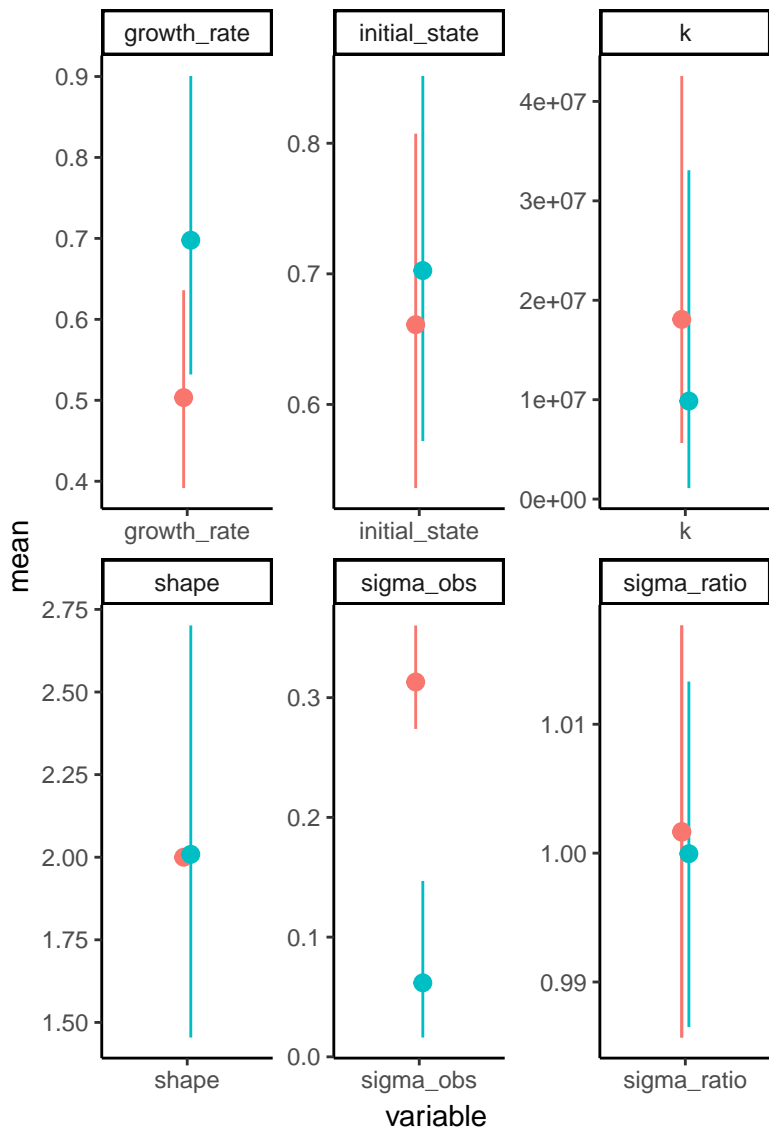 growth_rate
initial_state
k
0.9
0.8
0.7
0.6
0.5
0.4
0.8
0.7
0.6
4e+07
3e+07
2e+07
1e+07
0e+00
growth_rate
initial_state
k
mean
shape
sigma_obs
sigma_ratio
2.75
2.50
2.25
2.00
1.75
1.50
0.3
0.2
0.1
0.0
1.01
1.00
0.99
shape
sigma_obs
sigma_ratio
variable